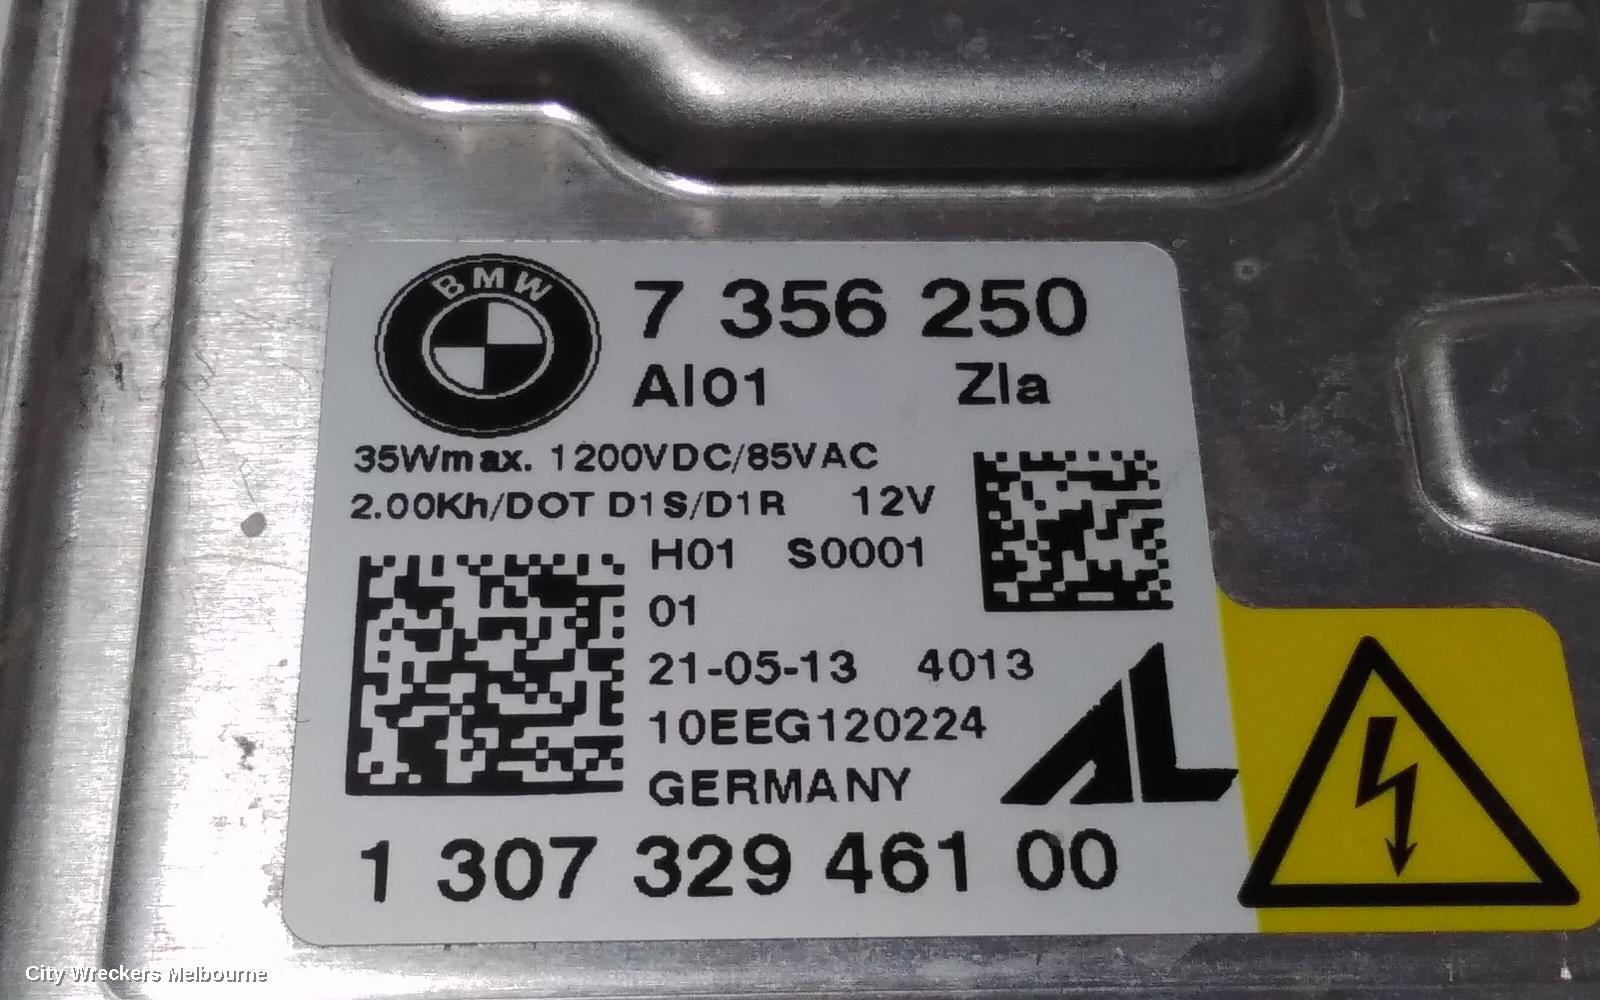 BMW
7 356 250
AI01 ZIa
35Wmax. 1200VDC/85VAC
2.00Kh/DOT D1S/D1R 12V
H01 S0001
01
21-05-13 4013
10EEG120224
GERMANY
AL
1 307 329 461 00
City Wreckers Melbourne